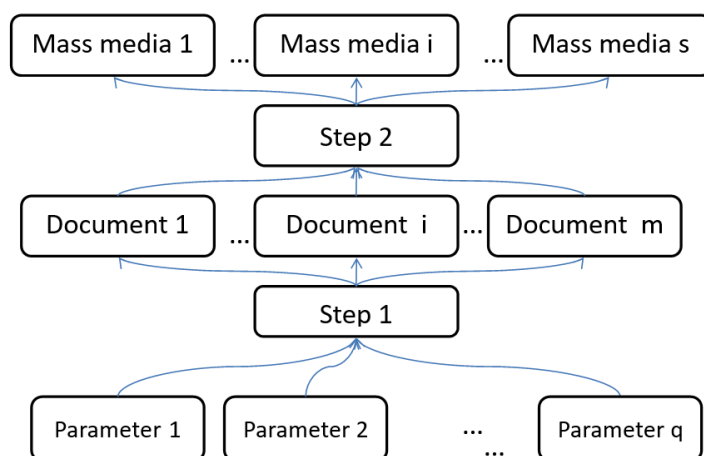 Mass media 1 ... Mass media i ... Mass media s
Step 2
Document 1 ... Document i ... Document m
Step 1
Parameter 1 Parameter 2 ... ... Parameter q